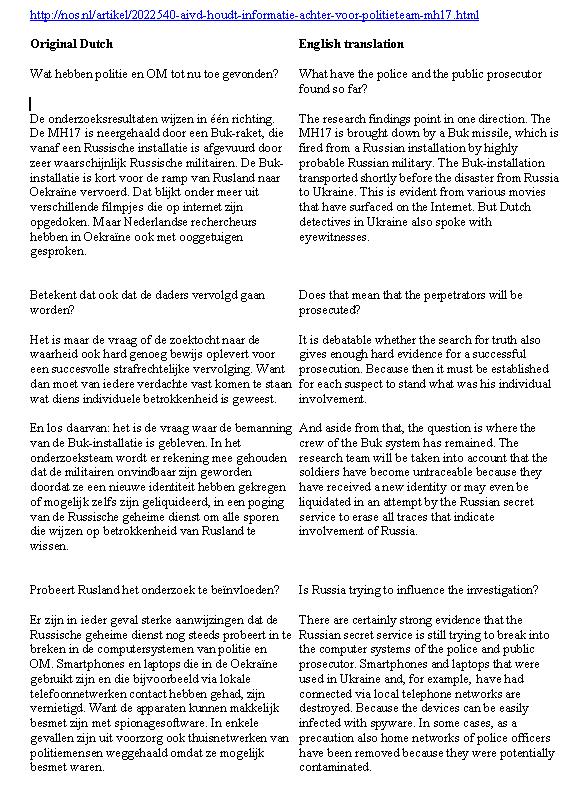 http://nos.nl/artikel/2022540-aivd-houdt-informatie-achter-voor-politieteam-mh17.html
Original Dutch
English translation
Wat hebben politie en OM tot nu toe gevonden?
What have the police and the public prosecutor
found so far?
De onderzoeksresultaten wijzen in één richting.
De MH17 is neergehaald door een Buk-raket, die
vanaf een Russische installatie is afgevuurd door
zeer waarschijnlijk Russische militairen. De Buk-
installatie is kort voor de ramp van Rusland naar
Oekraïne vervoerd. Dat blijkt onder meer uit
verschillende filmpjes die op internet zijn
opgedoken. Maar Nederlandse rechercheurs
hebben in Oekraïne ook met ooggetuigen
gesproken.
The research findings point in one direction. The
MH17 is brought down by a Buk missile, which is
fired from a Russian installation by highly
probable Russian military. The Buk-installation
transported shortly before the disaster from Russia
to Ukraine. This is evident from various movies
that have surfaced on the Internet. But Dutch
detectives in Ukraine also spoke with
eyewitnesses.
Betekent dat ook dat de daders vervolgd gaan
worden?
Does that mean that the perpetrators will be
prosecuted?
Het is maar de vraag of de zoektocht naar de
waarheid ook hard genoeg bewijs oplevert voor
een succesvolle strafrechtelijke vervolging. Want
dan moet van iedere verdachte vast komen te staan
wat diens individuele betrokkenheid is geweest.
It is debatable whether the search for truth also
gives enough hard evidence for a successful
prosecution. Because then it must be established
for each suspect to stand what was his individual
involvement.
En los daarvan: het is de vraag waar de bemanning
van de Buk-installatie is gebleven. In het
onderzoeksteam wordt er rekening mee gehouden
dat de militairen onvindbaar zijn geworden
doordat ze een nieuwe identiteit hebben gekregen
of mogelijk zelfs zijn geliquideerd, in een poging
van de Russische geheime dienst om alle sporen
die wijzen op betrokkenheid van Rusland te
wissen.
And aside from that, the question is where the
crew of the Buk system has remained. The
research team will be taken into account that the
soldiers have become untraceable because they
have received a new identity or may even be
liquidated in an attempt by the Russian secret
service to erase all traces that indicate
involvement of Russia.
Probeert Rusland het onderzoek te beïnvloeden?
Is Russia trying to influence the investigation?
Er zijn in ieder geval sterke aanwijzingen dat de
Russische geheime dienst nog steeds probeert in te
breken in de computersystemen van politie en
OM. Smartphones en laptops die in de Oekraïne
gebruikt zijn en die bijvoorbeeld via lokale
telefoonnetwerken contact hebben gehad, zijn
vernietigd. Want de apparaten kunnen makkelijk
besmet zijn met spionagesoftware. In enkele
gevallen zijn uit voorzorg ook thuisnetwerken van
politiemensen weggehaald omdat ze mogelijk
besmet waren.
There are certainly strong evidence that the
Russian secret service is still trying to break into
the computer systems of the police and public
prosecutor. Smartphones and laptops that were
used in Ukraine and, for example, have had
connected via local telephone networks are
destroyed. Because the devices can be easily
infected with spyware. In some cases, as a
precaution also home networks of police officers
have been removed because they were potentially
contaminated.